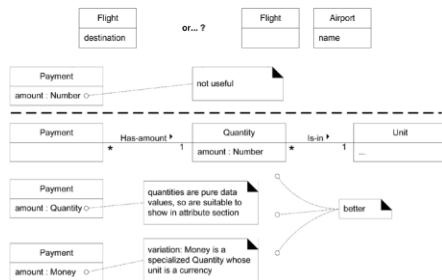 Flight
or... ?
Flight
Airport
destination
name
Payment
amount : Number
not useful
Payment
Has-amount
Quantity
Is-in
Unit
*
1
amount : Number
*
1
...
Payment
amount : Quantity
quantities are pure data
values, so are suitable to
show in attribute section
better
Payment
amount : Money
variation: Money is a
specialized Quantity whose
unit is a currency